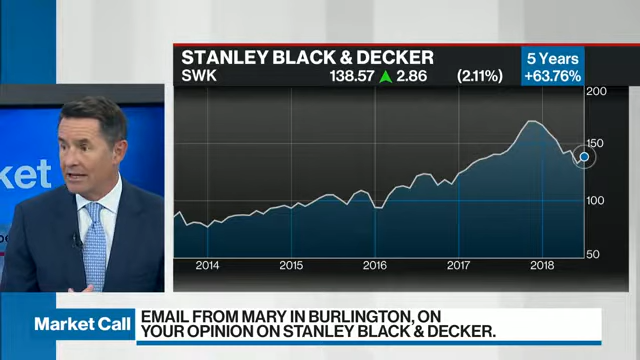 STANLEY BLACK & DECKER
SWK 138.57 2.86 (2.11%)
5 Years
+63.76%
200
150
100
50
2014 2015 2016 2017 2018
ket
Market Call
EMAIL FROM MARY IN BURLINGTON, ON
YOUR OPINION ON STANLEY BLACK & DECKER.